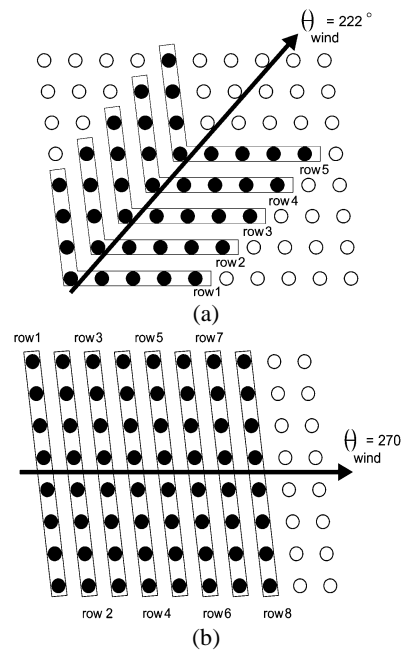 θ wind = 222 °
row5
row4
row3
row2
row1
(a)
row1 row3 row5 row7
θ wind = 270
row 2 row4 row6 row8
(b)